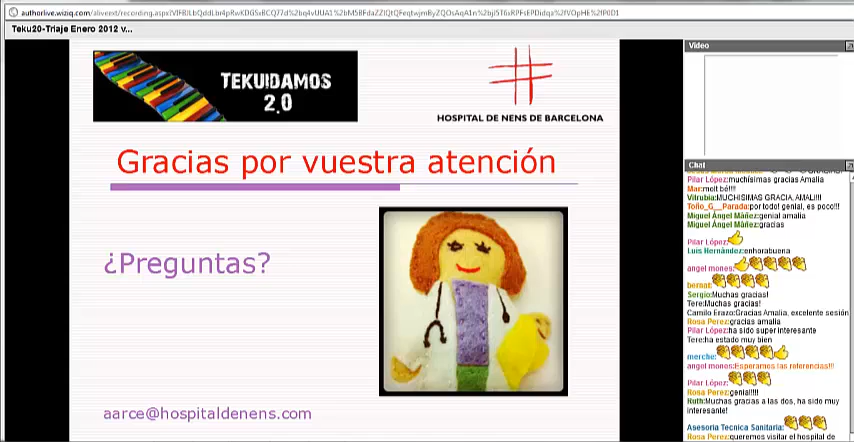 authorlive.wiziq.com/aliveext/recording.aspx?
Teku20-Triaje Enero 2012 v...
TEKUIDAMOS
2.0
HOSPITAL DE NENS DE BARCELONA
Gracias por vuestra atención
¿Preguntas?
aarce@hospitaldenens.com
Video
Chat
Pilar López:muchísimas gracias Amalia
Mar:molt bé!!!!
Vitrubia:MUCHISIMAS GRACIA,AMALI!!!
Toño_G__Parada:por todo! genial, es poco!!!
Miguel Ángel Máñez:genial amalia
Miguel Ángel Máñez:gracias
Pilar López:
Luis Hernández:enhorabuena
angel mones:
bernat:
Sergio:Muchas gracias!
Tere:Muchas gracias!
Camilo Erazo:Gracias Amalia, excelente sesión
Rosa Perez:gracias amalia
Pilar López:ha sido super interesante
Tere:ha estado muy bien
merche:
angel mones:Esperamos las referencias!!!
Pilar López:
Rosa Perez:genial!!!!
Ruth:Muchas gracias a las dos, ha sido muy
interesante!
Asesoria Tecnica Sanitaria:
Rosa Perez:queremos visitar el hospital de